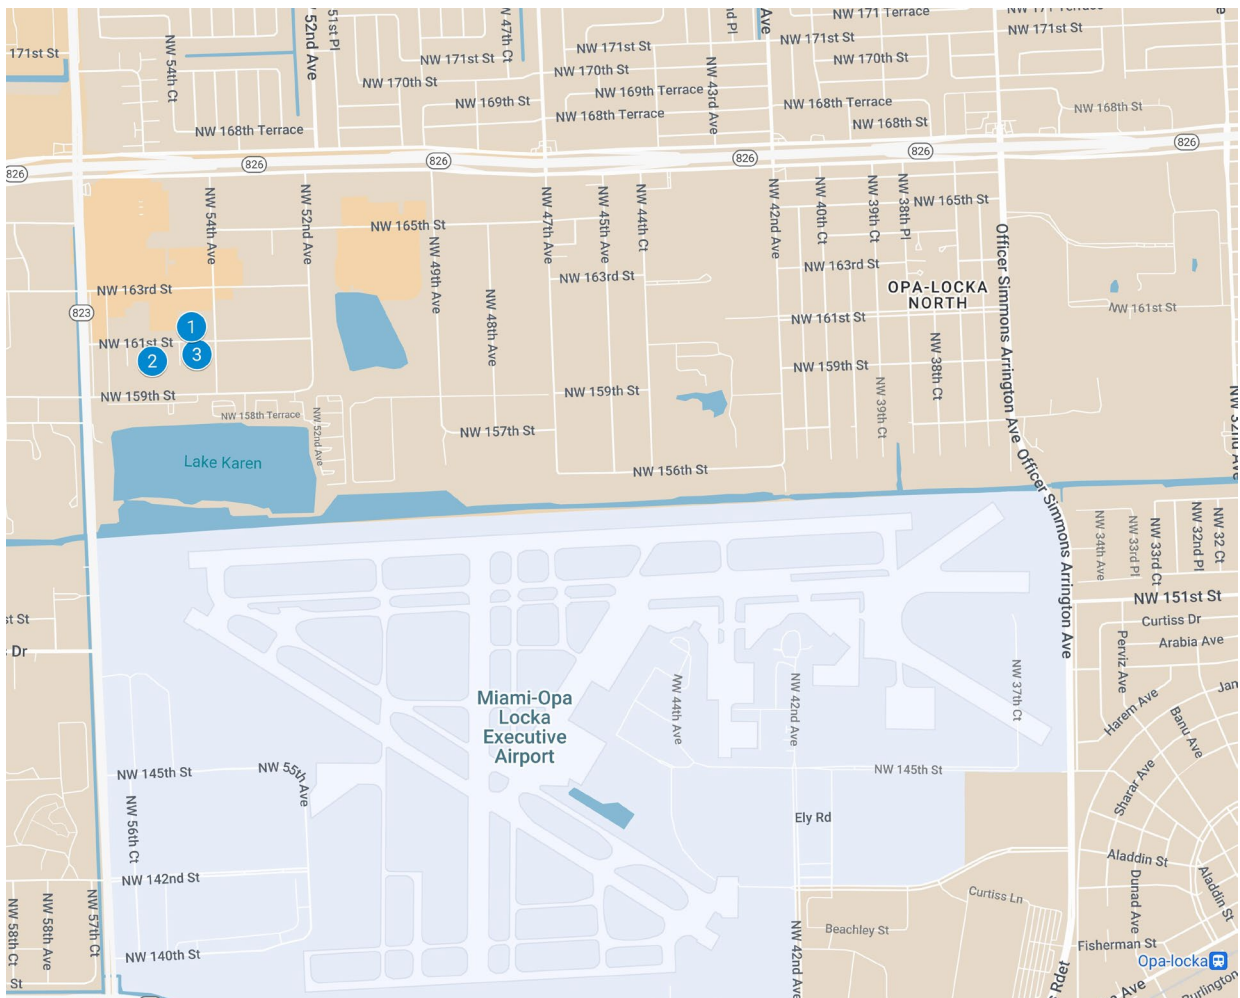 NW 171 Terrace
171st St
NW 54th Ct
52nd Ave
51st Pl
NW 47th Ct
NW 171st St
NW 171st St
NW 171st St
NW 171st St
NW 170th St
NW 170th St
NW 170th St
NW 169th Terrace
NW 169th St
NW 43rd Ave
Ave
NW 168th Terrace
NW 168th St
NW 168th Terrace
NW 168th St
NW 168th Terrace
826
826
826
826
826
826
NW 54th Ave
NW 52nd Ave
NW 165th St
NW 49th Ave
NW 47th Ave
NW 45th Ave
NW 44th Ct
NW 42nd Ave
NW 40th Ct
NW 39th Ct
NW 38th Pl
NW 165th St
Officer Simmons Arrington Ave
NW 163rd St
NW 163rd St
NW 163rd St
OPA-LOCKA
NORTH
NW 48th Ave
823
1
NW 161st St
2
3
NW 161st St
NW 161st St
NW 38th Ct
NW 159th St
NW 159th St
NW 159th St
NW 39th Ct
NW 158th Terrace
NW 52nd Ave
NW 157th St
NW 32nd Ave
Lake Karen
NW 156th St
Officer Simmons Arrington Ave
NW 34th Ave
NW 33rd Pl
NW 33rd Ct
NW 32nd Pl
NW 32 Ct
NW 151st St
Curtiss Dr
Arabia Ave
st St
Dr
Perviz Ave
Harem Ave
Banu Ave
Miami-Opa
Locka
Executive
Airport
NW 44th Ave
NW 42nd Ave
NW 37th Ct
NW 145th St
NW 55th Ave
NW 145th St
Sharar Ave
NW 56th Ct
Ely Rd
Aladdin St
Aladdin St
Dunad Ave
NW 142nd St
NW 58th Ct
NW 58th Ave
NW 57th Ct
Curtiss Ln
NW 42nd Ave
Beachley St
Fisherman St
NW 140th St
Opa-locka
St
Rdet
Ave
Burlington